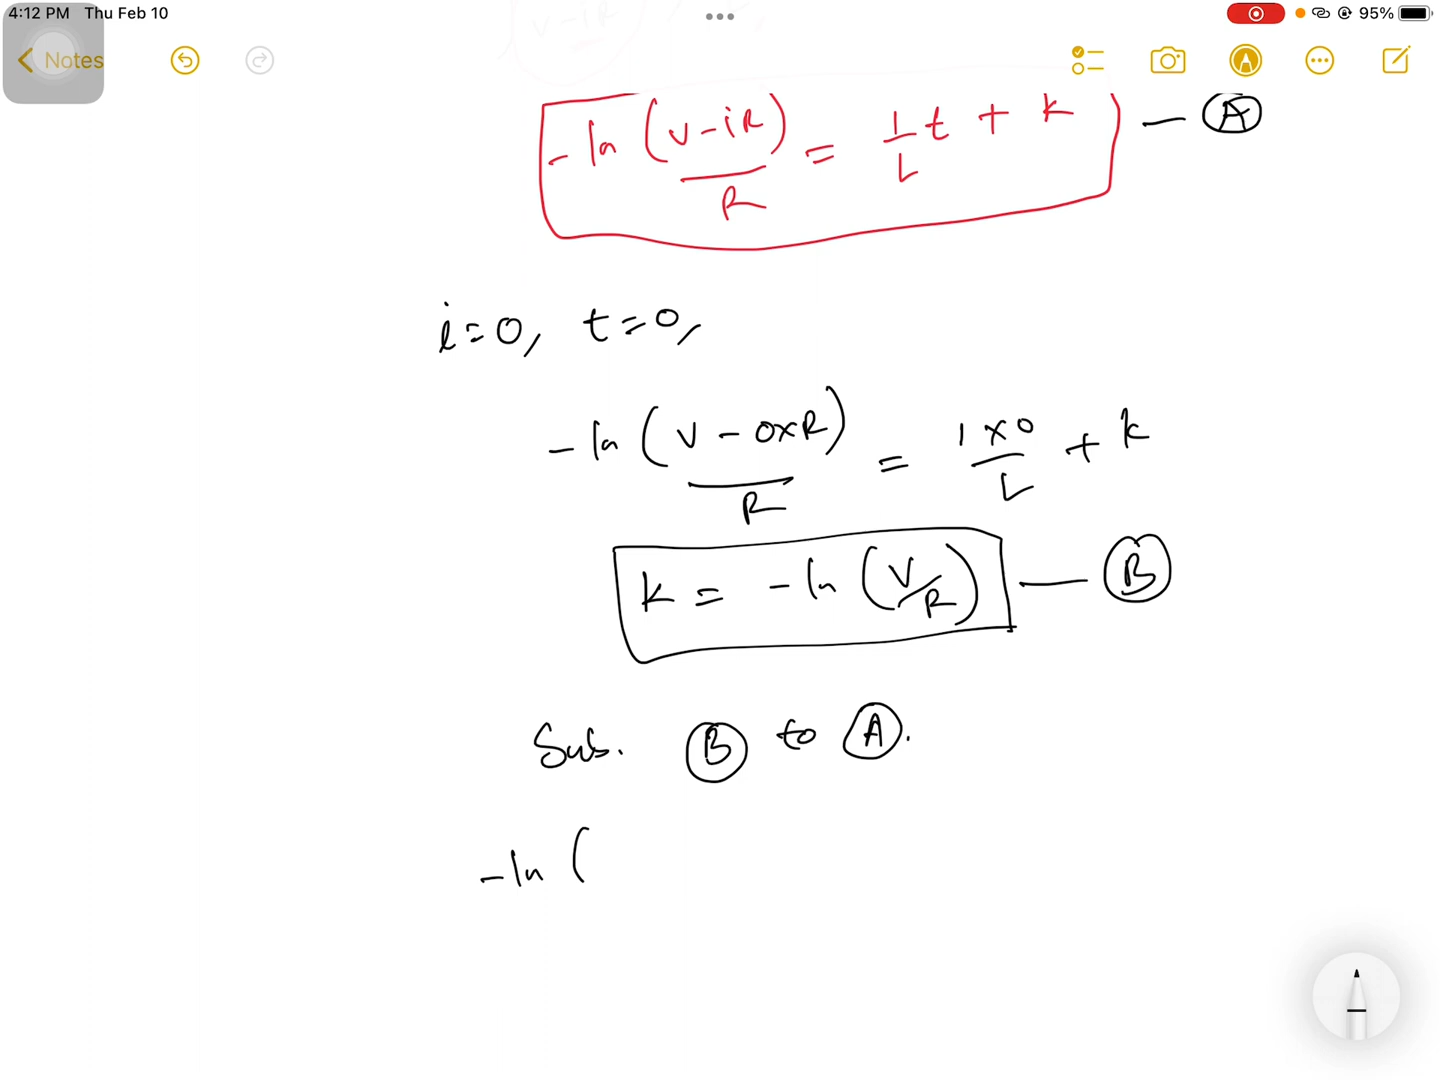 4:12 PM Thu Feb 10
95%
Notes
-ln (V-iR)/R = 1/L t + k — (A)
i=0, t=0,
-ln (V - 0xR)/R = 1x0/L + k
k = -ln (V/R) — (B)
Sub. (B) to (A).
-ln (